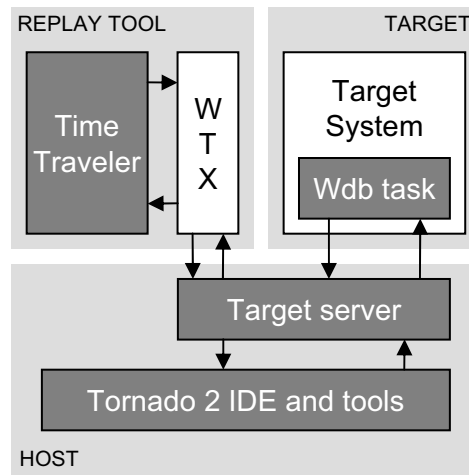 REPLAY TOOL
TARGET
Time
Traveler
W
T
X
Target
System
Wdb task
Target server
Tornado 2 IDE and tools
HOST